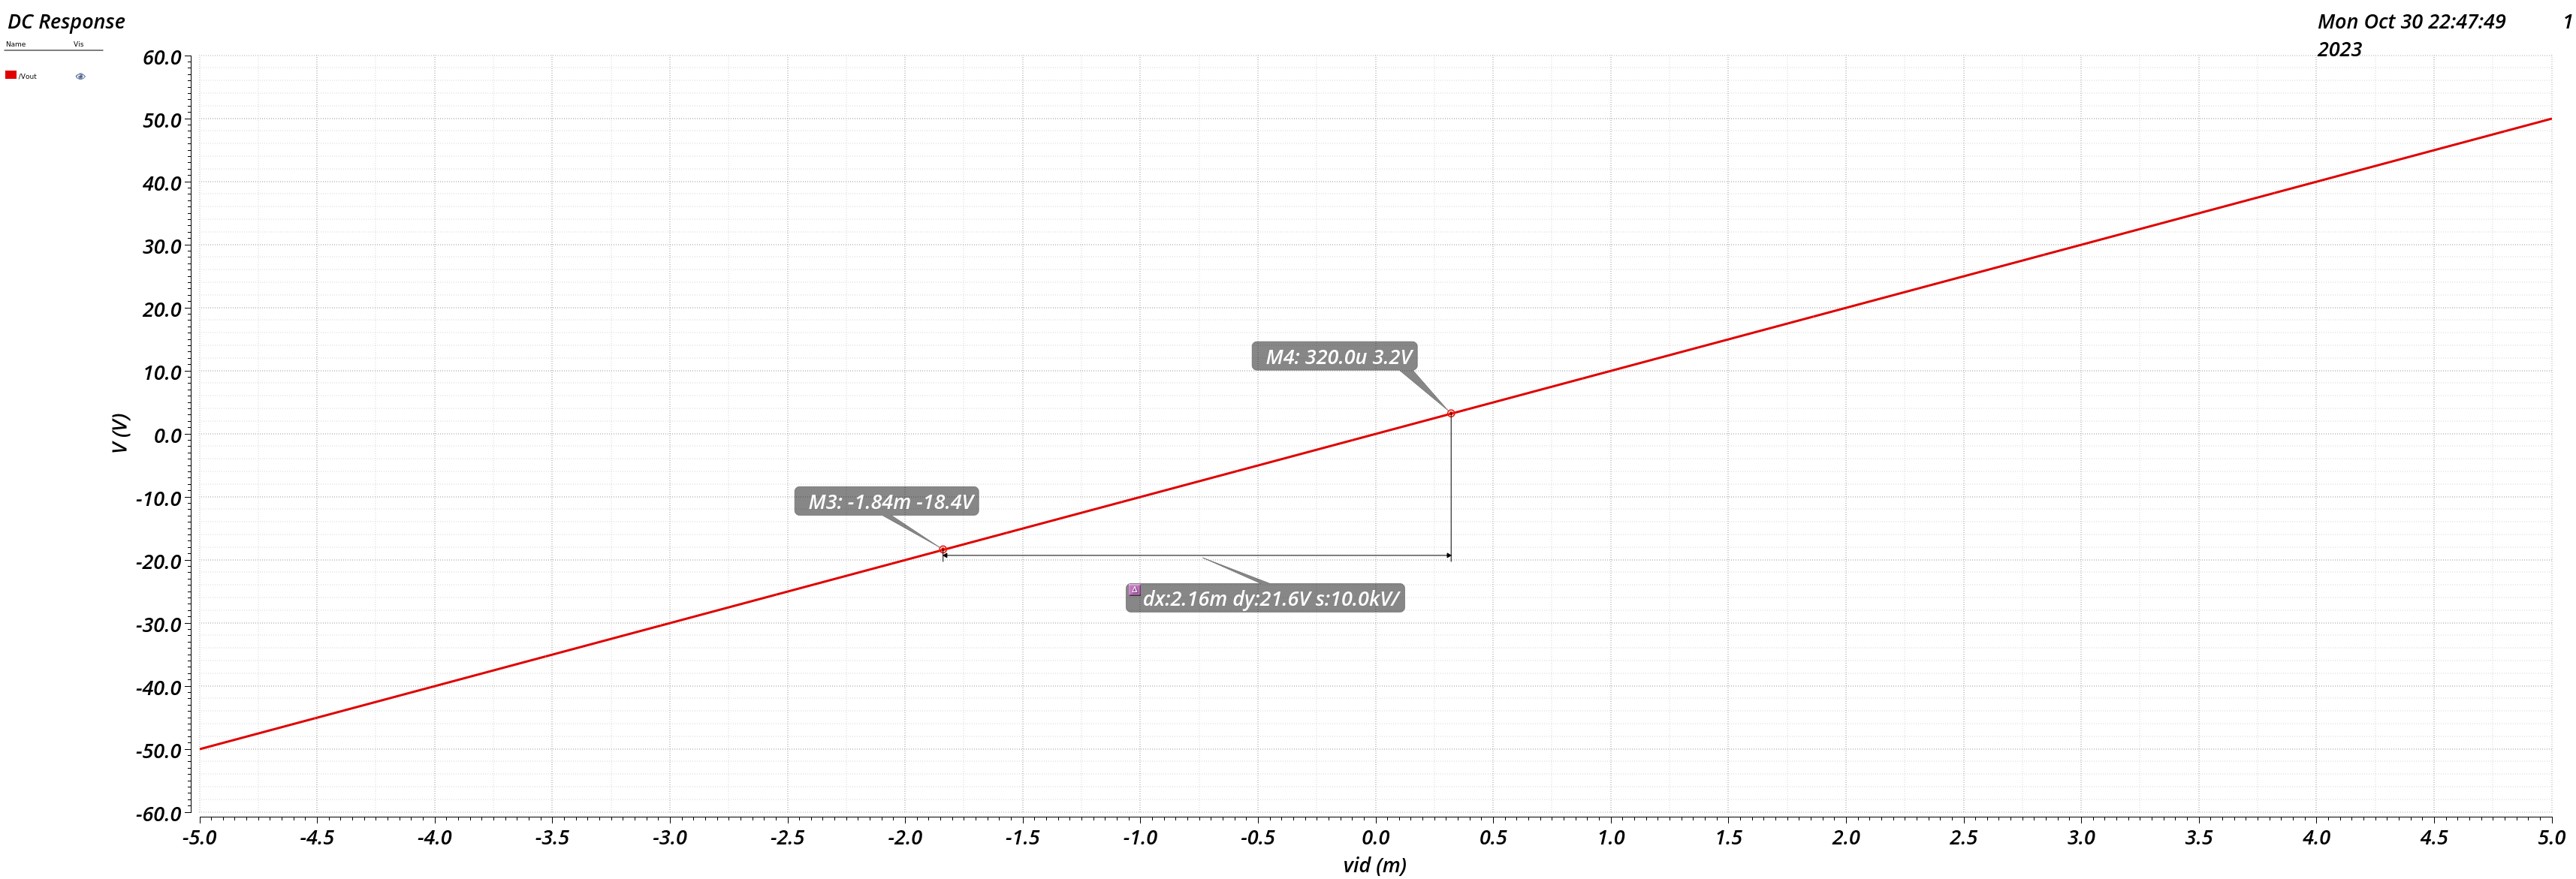 DC Response
Mon Oct 30 22:47:49 1
2023
Name Vis
/Vout
60.0
50.0
40.0
30.0
20.0
10.0
0.0
-10.0
-20.0
-30.0
-40.0
-50.0
-60.0
V (V)
M4: 320.0u 3.2V
M3: -1.84m -18.4V
dx:2.16m dy:21.6V s:10.0kV/
-5.0 -4.5 -4.0 -3.5 -3.0 -2.5 -2.0 -1.5 -1.0 -0.5 0.0 0.5 1.0 1.5 2.0 2.5 3.0 3.5 4.0 4.5 5.0
vid (m)